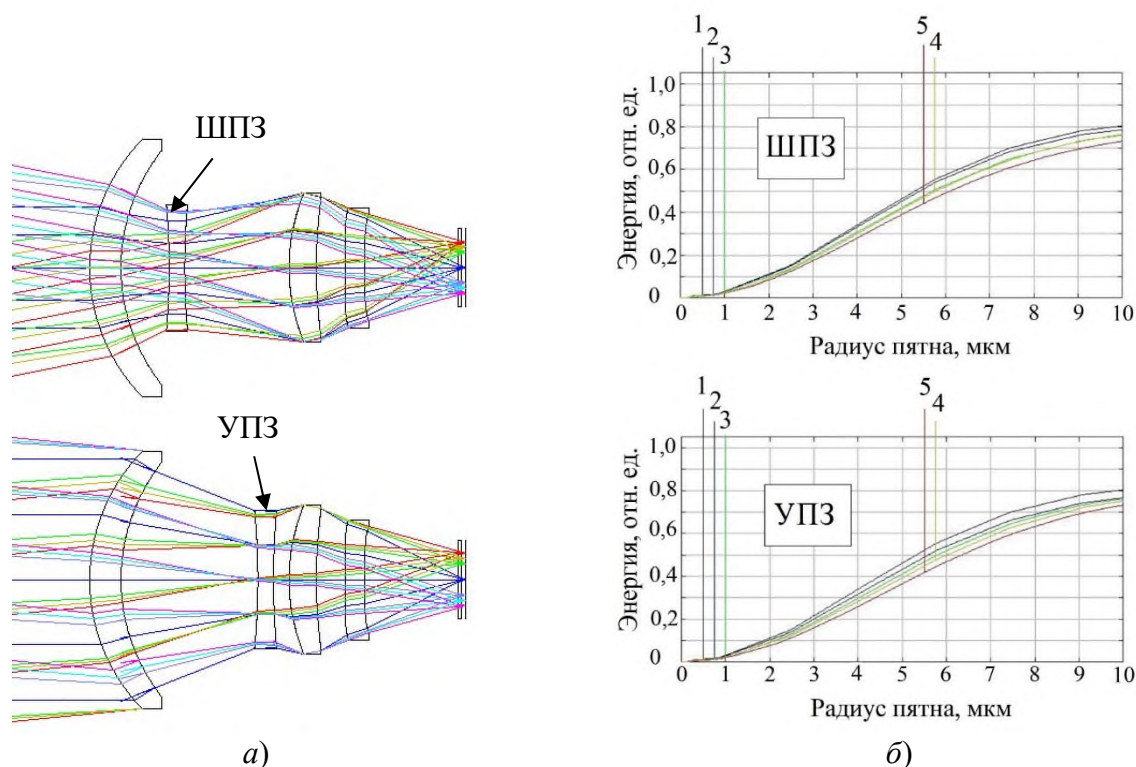 ШПЗ
УПЗ
а)
1
2
3
5
4
Энергия, отн. ед.
1,0
0,8
0,6
0,4
0,2
0
ШПЗ
0 1 2 3 4 5 6 7 8 9 10
Радиус пятна, мкм
1
2
3
5
4
Энергия, отн. ед.
1,0
0,8
0,6
0,4
0,2
0
УПЗ
0 1 2 3 4 5 6 7 8 9 10
Радиус пятна, мкм
б)